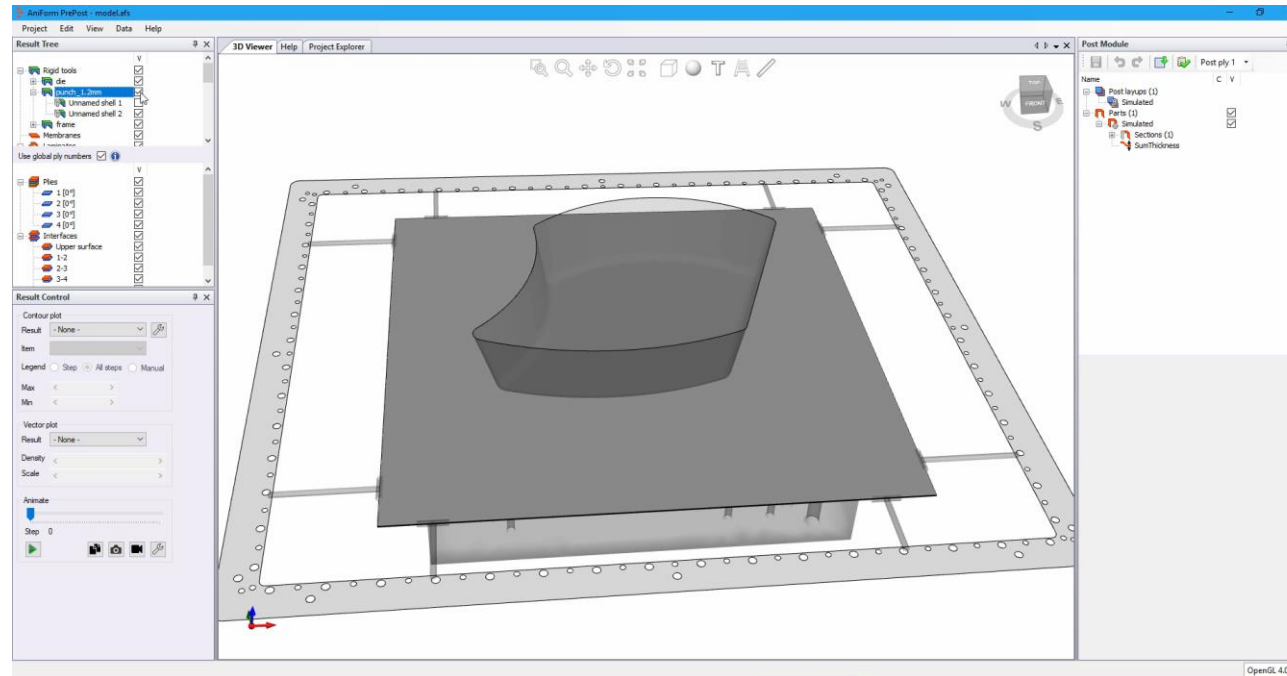 AniForm PrePost - model.afs
Project Edit View Data Help
Result Tree
V
Rigid tools
die
punch_1.2mm
Unnamed shell 1
Unnamed shell 2
frame
Membranes
Laminates
Use global ply numbers
V
Plies
1 [0°]
2 [0°]
3 [0°]
4 [0°]
Interfaces
Upper surface
1-2
2-3
3-4
Result Control
Contour plot
Result - None -
Item
Legend Step All steps Manual
Max
Min
Vector plot
Result - None -
Density
Scale
Animate
Step 0
3D Viewer Help Project Explorer
TOP
W FRONT E
S
Post Module
Post ply 1
Name C V
Post layups (1)
Simulated
Parts (1)
Simulated
Sections (1)
SumThickness
OpenGL 4.0